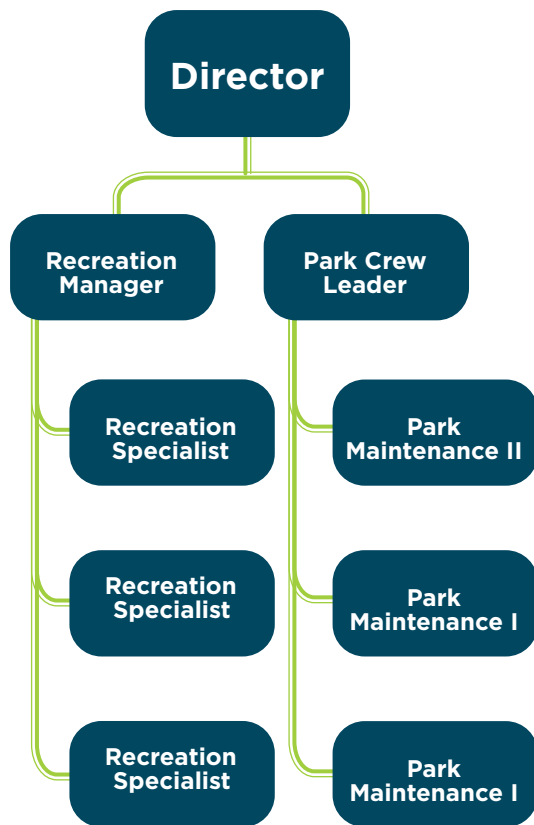 Director
Recreation
Manager
Park Crew
Leader
Recreation
Specialist
Park
Maintenance II
Recreation
Specialist
Park
Maintenance I
Recreation
Specialist
Park
Maintenance I